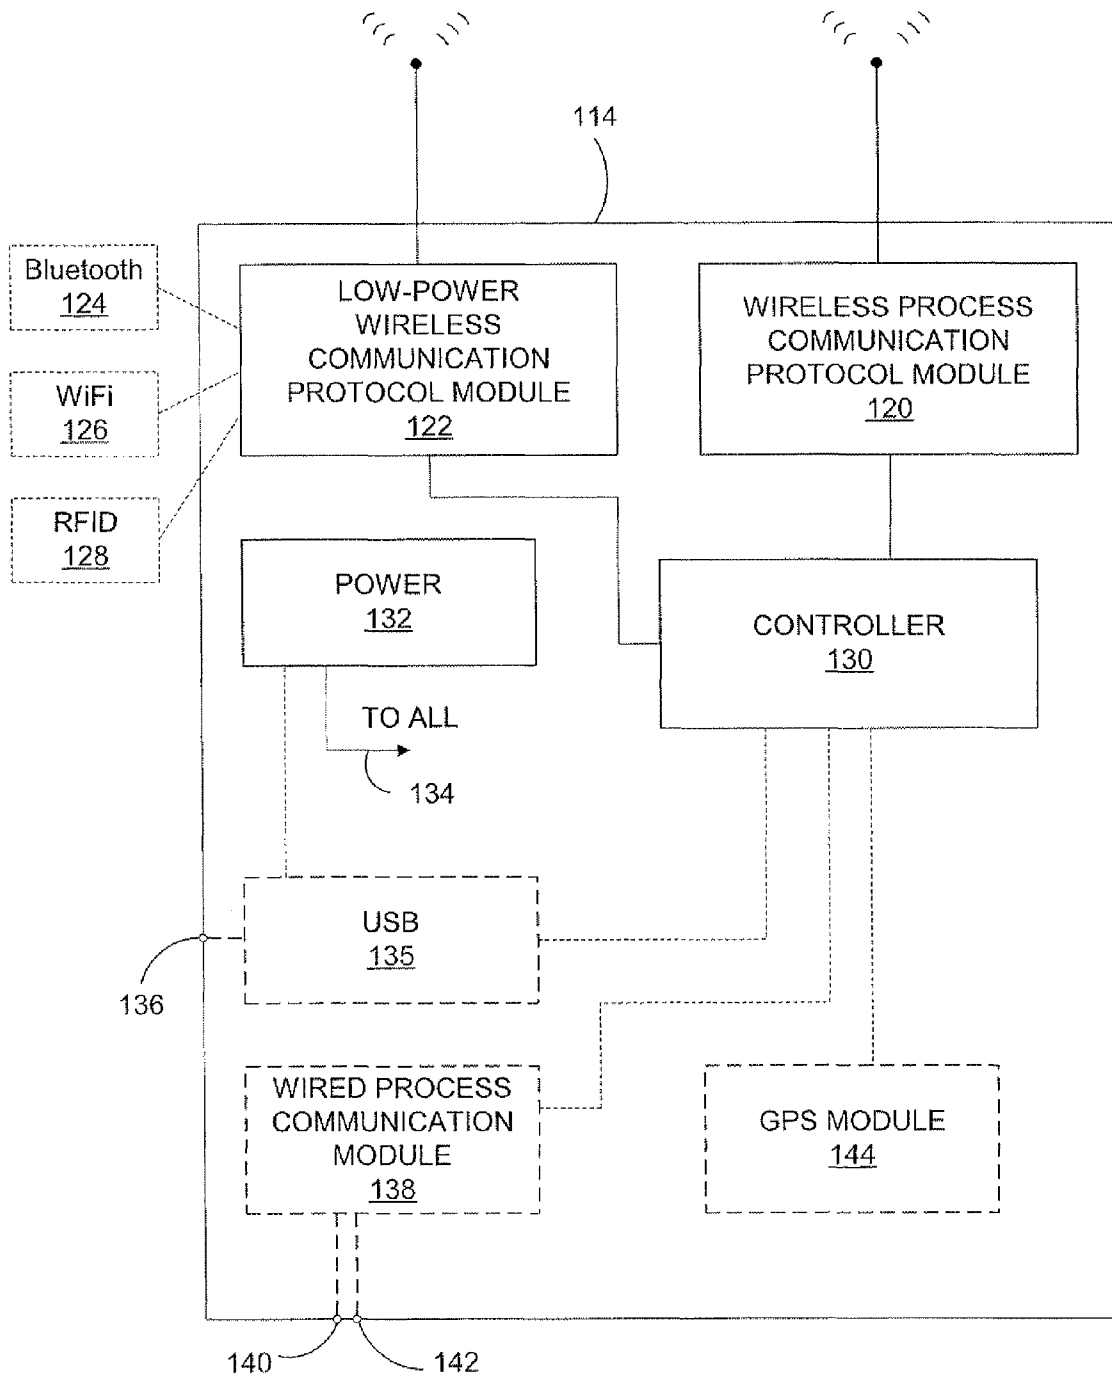 114
Bluetooth
124
WiFi
126
RFID
128
LOW-POWER
WIRELESS
COMMUNICATION
PROTOCOL MODULE
122
WIRELESS PROCESS
COMMUNICATION
PROTOCOL MODULE
120
POWER
132
CONTROLLER
130
TO ALL
134
USB
135
136
WIRED PROCESS
COMMUNICATION
MODULE
138
GPS MODULE
144
140
142